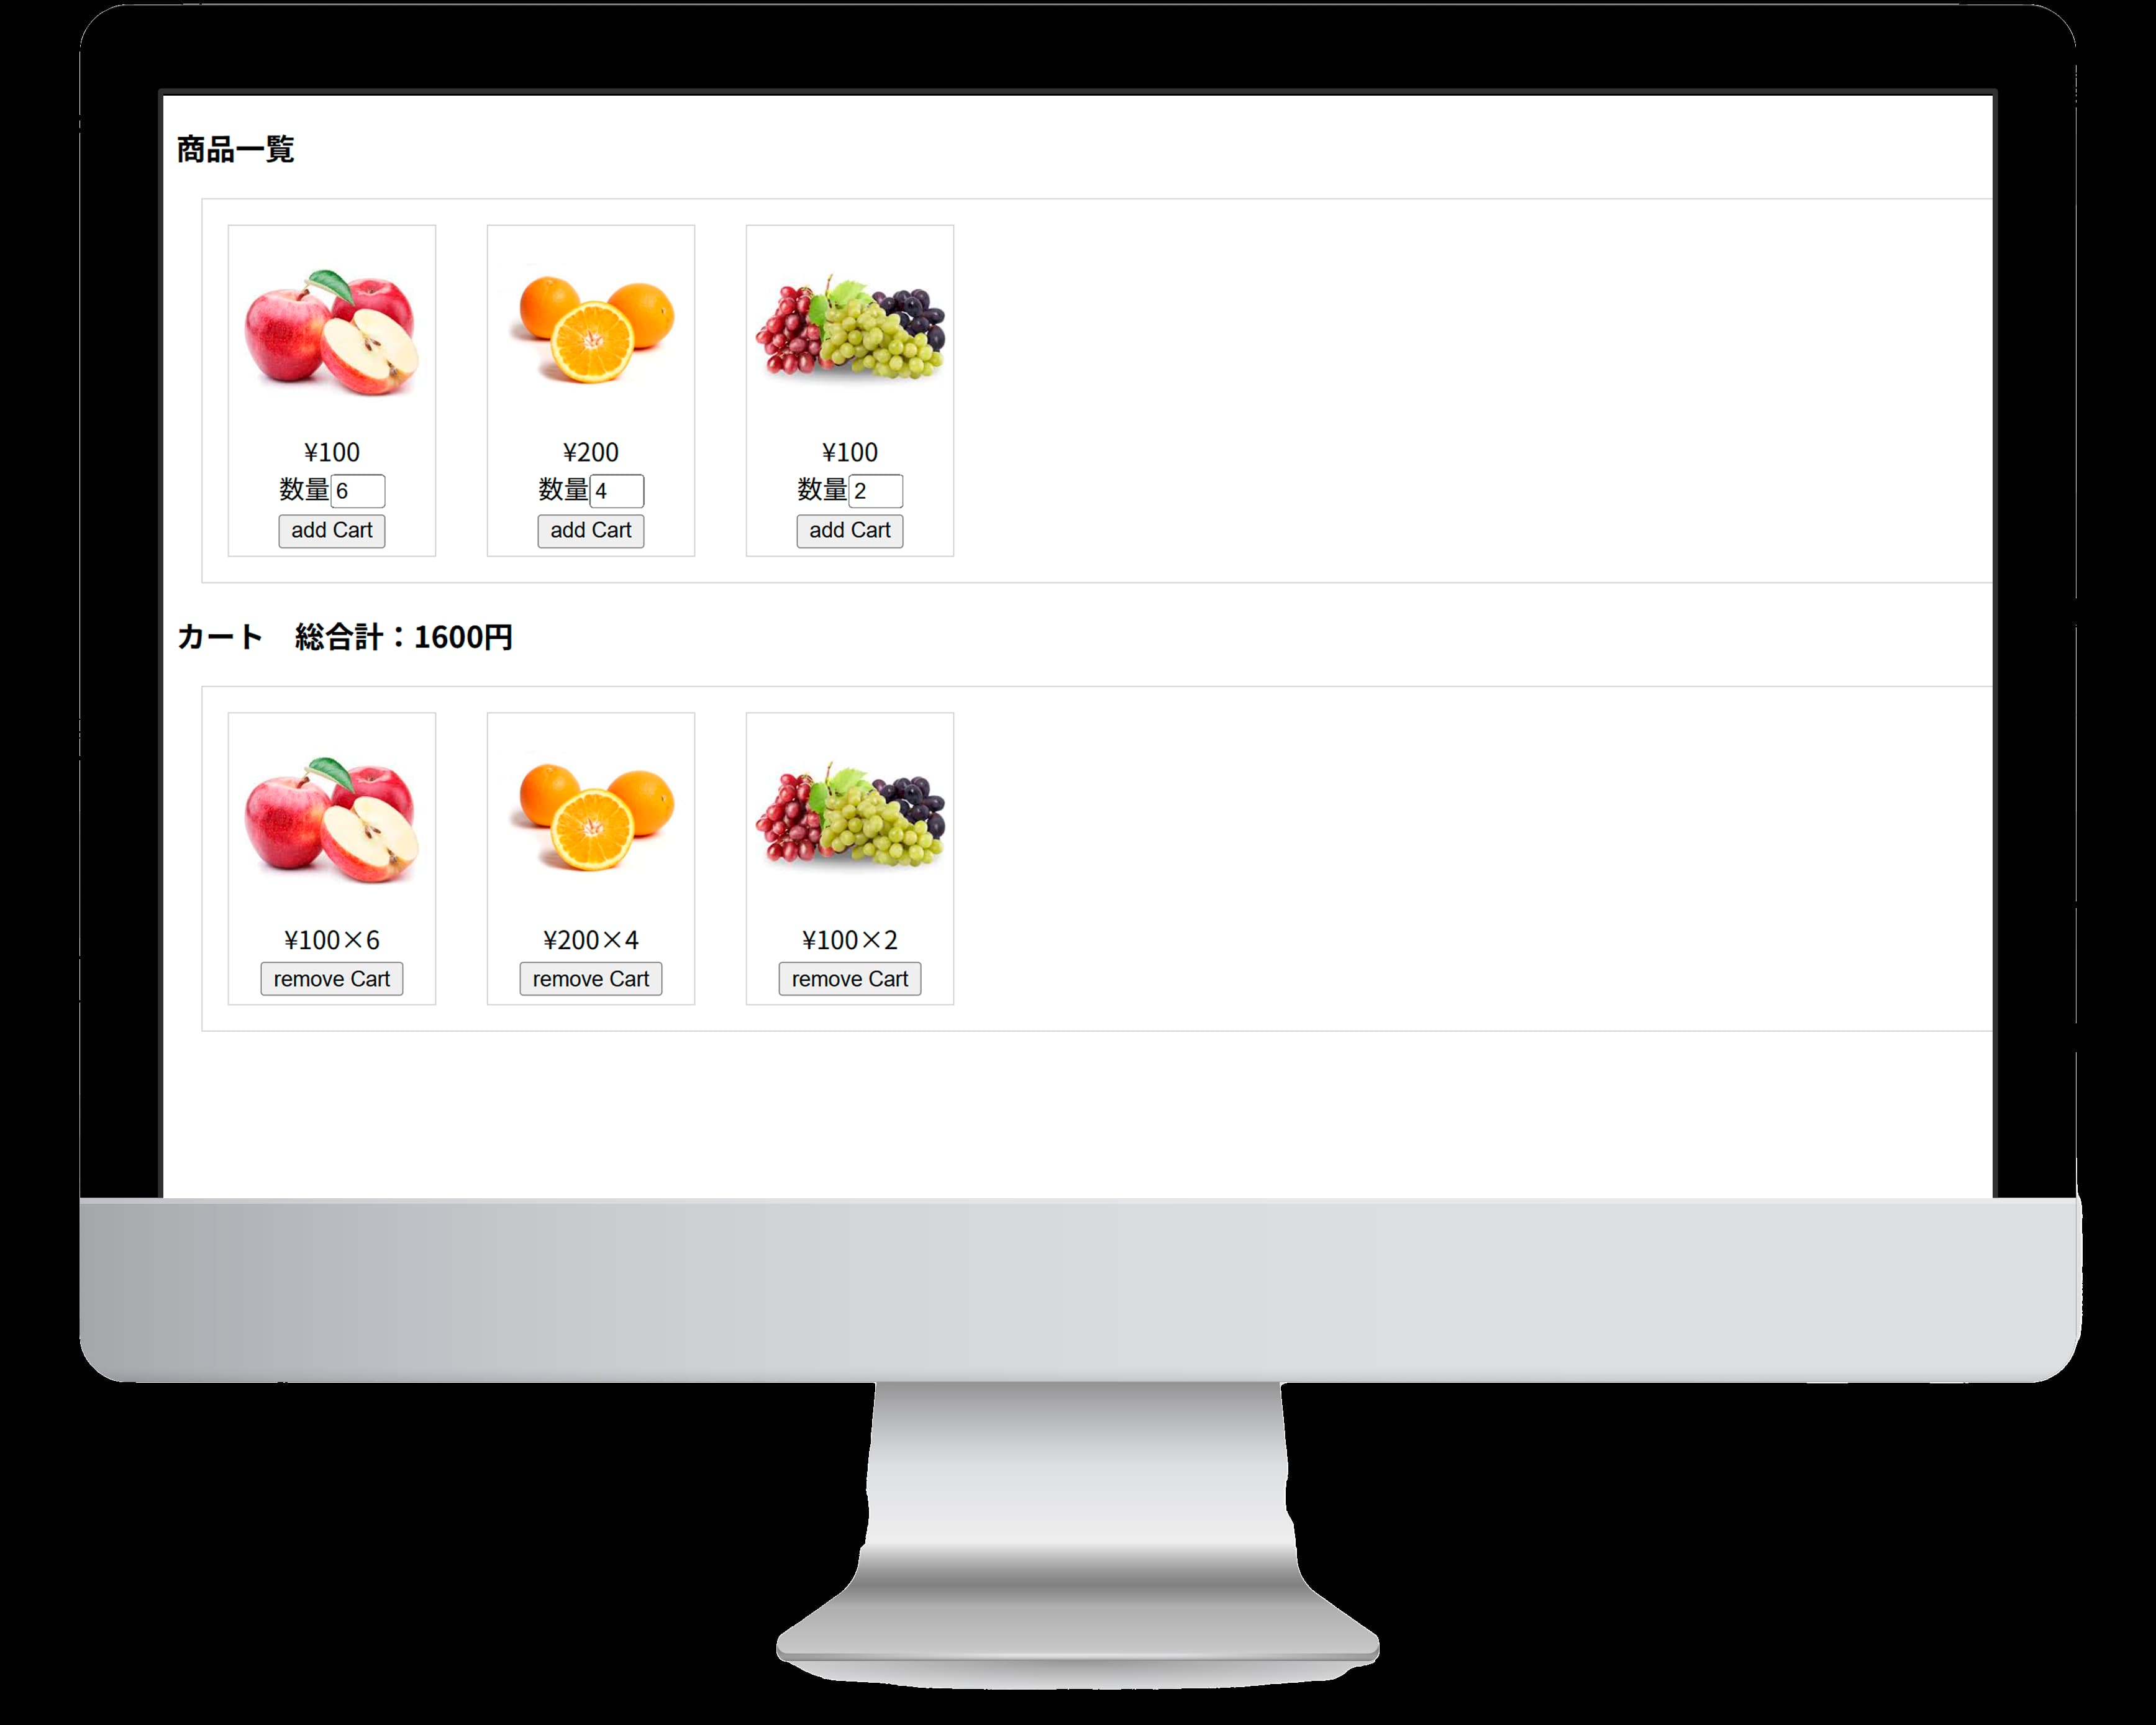 商品一覧
¥100 ¥200 ¥100
数量 6 数量 4 数量 2
add Cart add Cart add Cart
カート　総合計：1600円
¥100×6 ¥200×4 ¥100×2
remove Cart remove Cart remove Cart